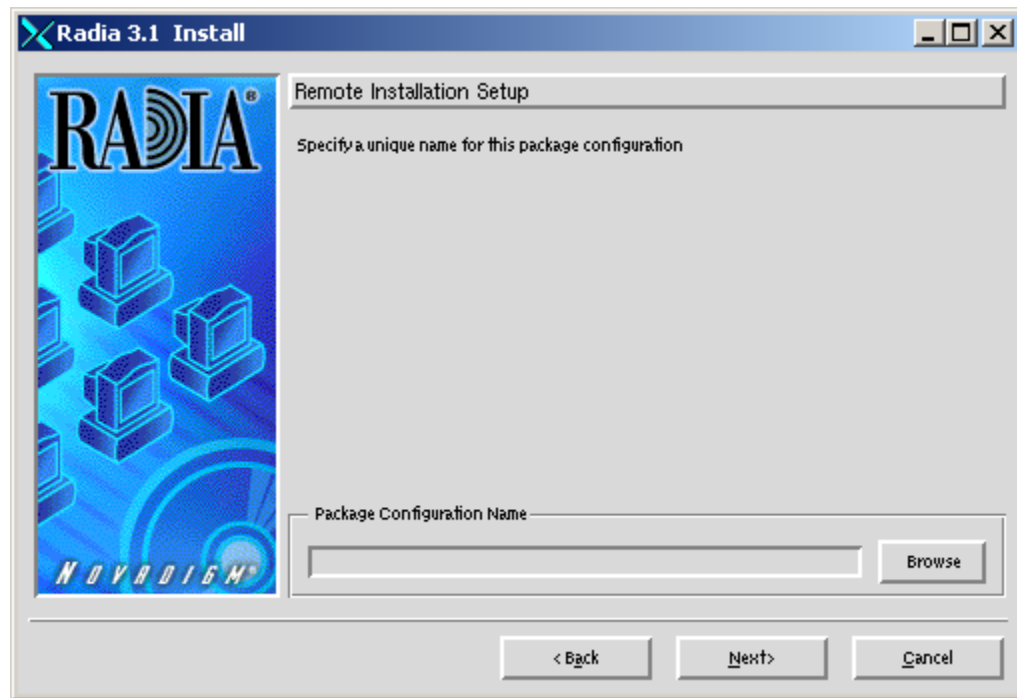 Radia 3.1 Install
RADIA®
Remote Installation Setup
Specify a unique name for this package configuration
Package Configuration Name
Browse
NOVADIGM®
< Back
Next>
Cancel